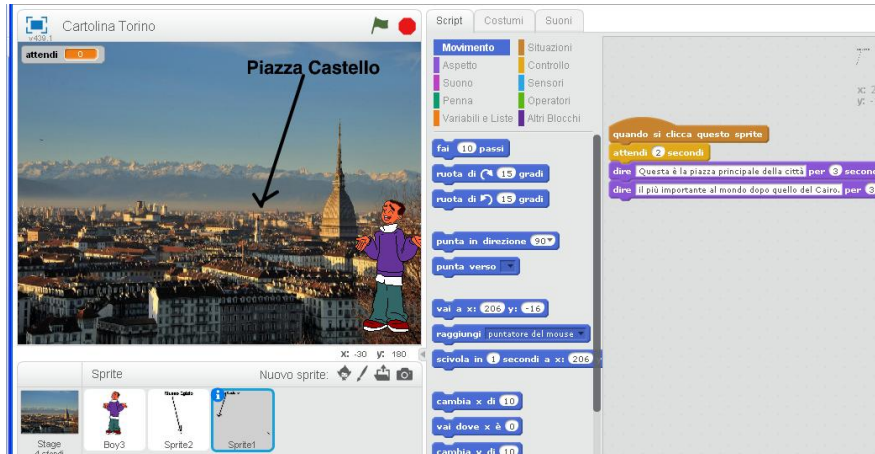 Cartolina Torino
v439.1
attendi 0
Piazza Castello
x: -30 y: 180
Sprite Nuovo sprite:
Stage
Boy3
Sprite2
Sprite1
Script Costumi Suoni
Movimento Situazioni
Aspetto Controllo
Suono Sensori
Penna Operatori
Variabili e Liste Altri Blocchi
fai 10 passi
ruota di 15 gradi
ruota di 15 gradi
punta in direzione 90
punta verso
vai a x: 206 y: -16
raggiungi puntatore del mouse
scivola in 1 secondi a x: 206
cambia x di 10
vai dove x è 0
cambia y di 10
quando si clicca questo sprite
attendi 2 secondi
dire Questa è la piazza principale della città per 3 second
dire il più importante al mondo dopo quello del Cairo. per 3
x: 2
y: -